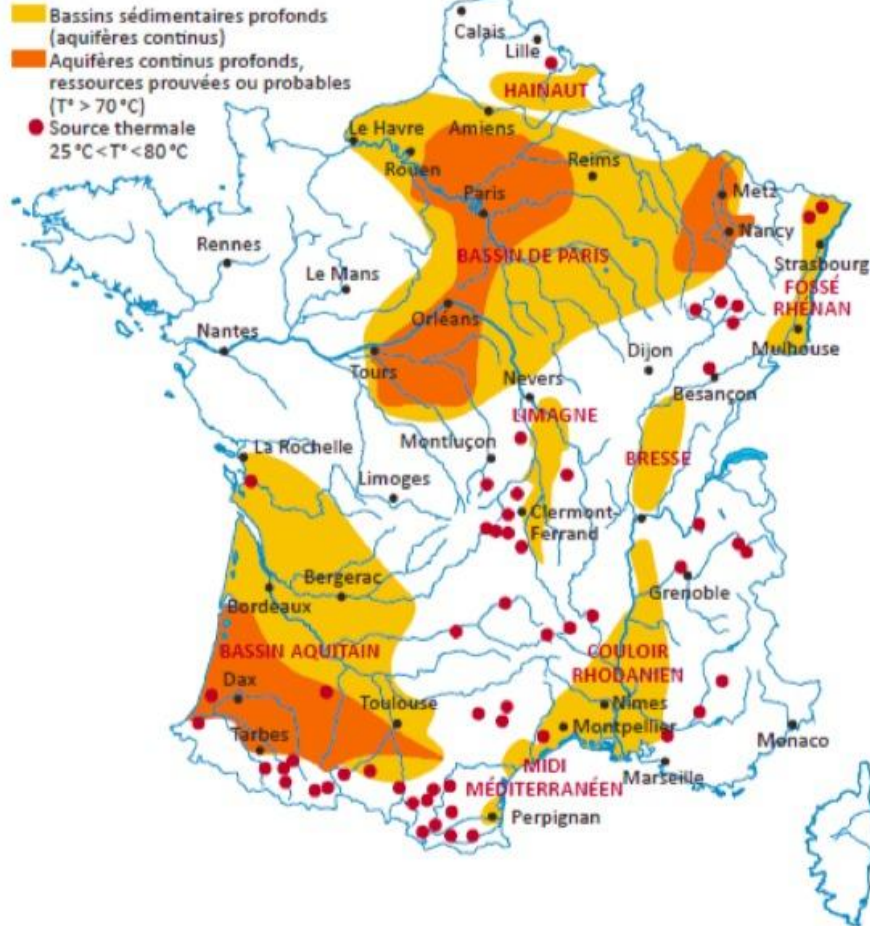 Bassins sédimentaires profonds
(aquifères continus)
Aquifères continus profonds,
ressources prouvées ou probables
(T° > 70 °C)
Source thermale
25 °C < T° < 80 °C
Calais
Lille
HAINAUT
Le Havre
Amiens
Rouen
Reims
Paris
Metz
Nancy
Rennes
BASSIN DE PARIS
Strasbourg
Le Mans
FOSSÉ
RHENAN
Orléans
Nantes
Mulhouse
Tours
Dijon
Nevers
Besançon
LIMAGNE
La Rochelle
Montluçon
BRESSE
Limoges
Clermont-
Ferrand
Bergerac
Grenoble
Bordeaux
BASSIN AQUITAIN
COULOIR
RHODANIEN
Dax
Toulouse
Nîmes
Tarbes
Montpellier
Monaco
MIDI
MÉDITERRANÉEN
Marseille
Perpignan